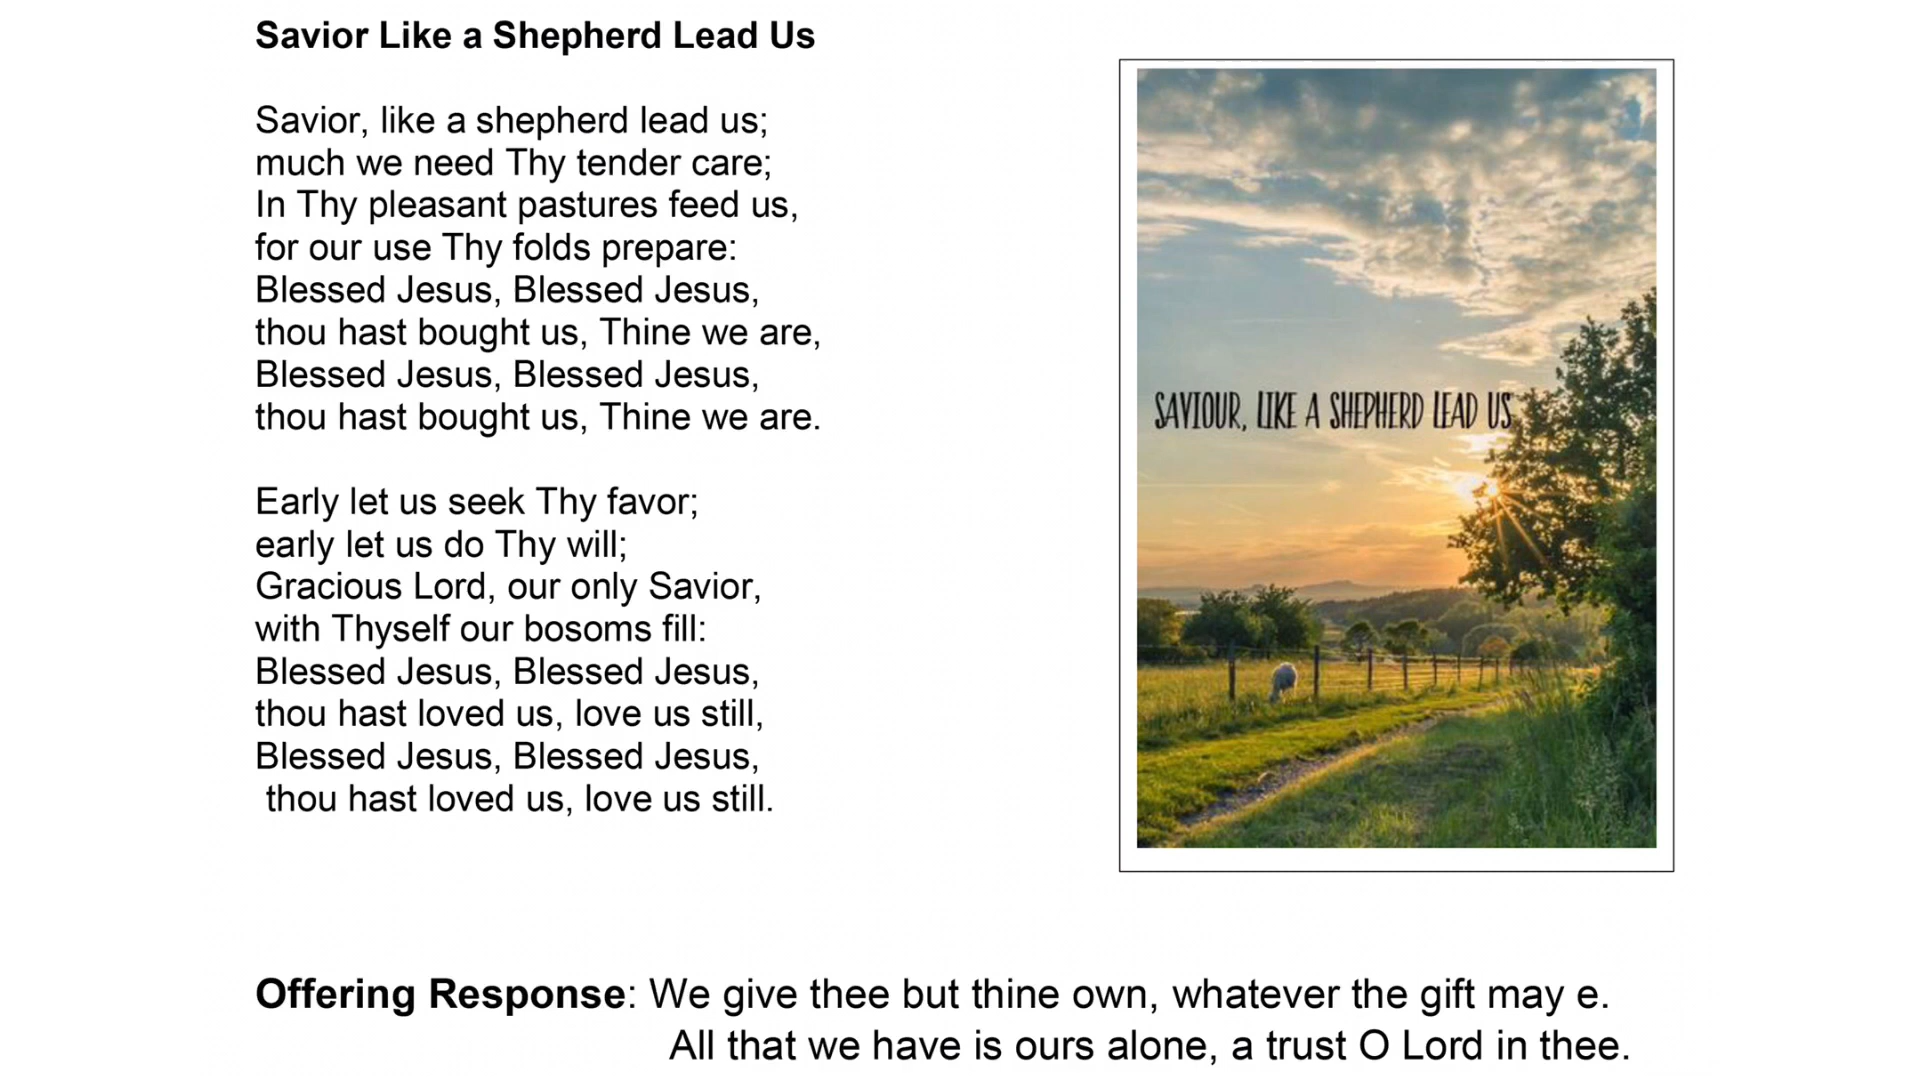 Savior Like a Shepherd Lead Us
Savior, like a shepherd lead us;
much we need Thy tender care;
In Thy pleasant pastures feed us,
for our use Thy folds prepare:
Blessed Jesus, Blessed Jesus,
thou hast bought us, Thine we are,
Blessed Jesus, Blessed Jesus,
thou hast bought us, Thine we are.
Early let us seek Thy favor;
early let us do Thy will;
Gracious Lord, our only Savior,
with Thyself our bosoms fill:
Blessed Jesus, Blessed Jesus,
thou hast loved us, love us still,
Blessed Jesus, Blessed Jesus,
thou hast loved us, love us still.
SAVIOUR, LIKE A SHEPHERD LEAD US
Offering Response: We give thee but thine own, whatever the gift may e.
All that we have is ours alone, a trust O Lord in thee.